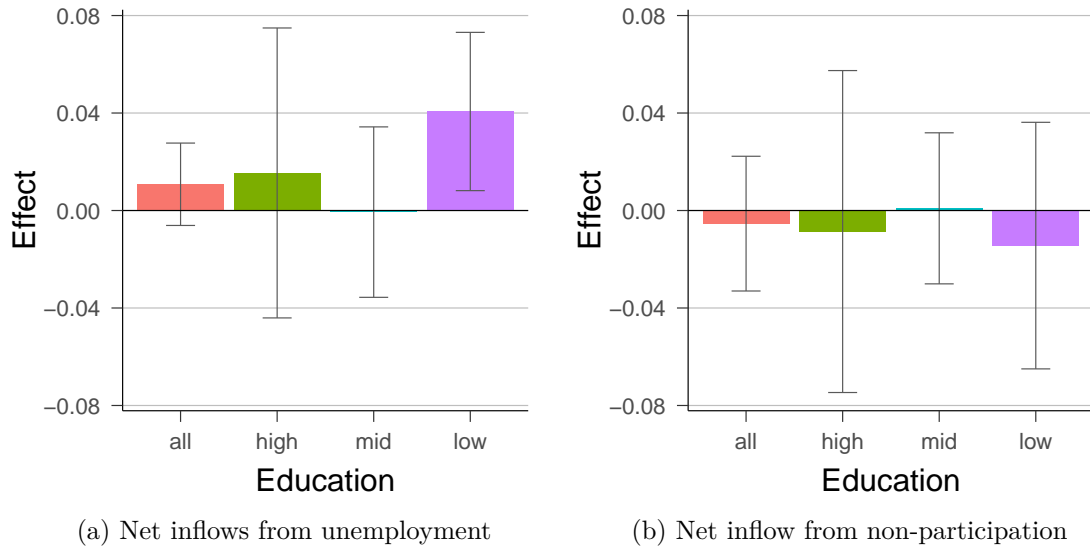 0.08
0.04
0.00
−0.04
−0.08
Effect
all high mid low
Education
(a) Net inflows from unemployment
0.08
0.04
0.00
−0.04
−0.08
Effect
all high mid low
Education
(b) Net inflow from non-participation